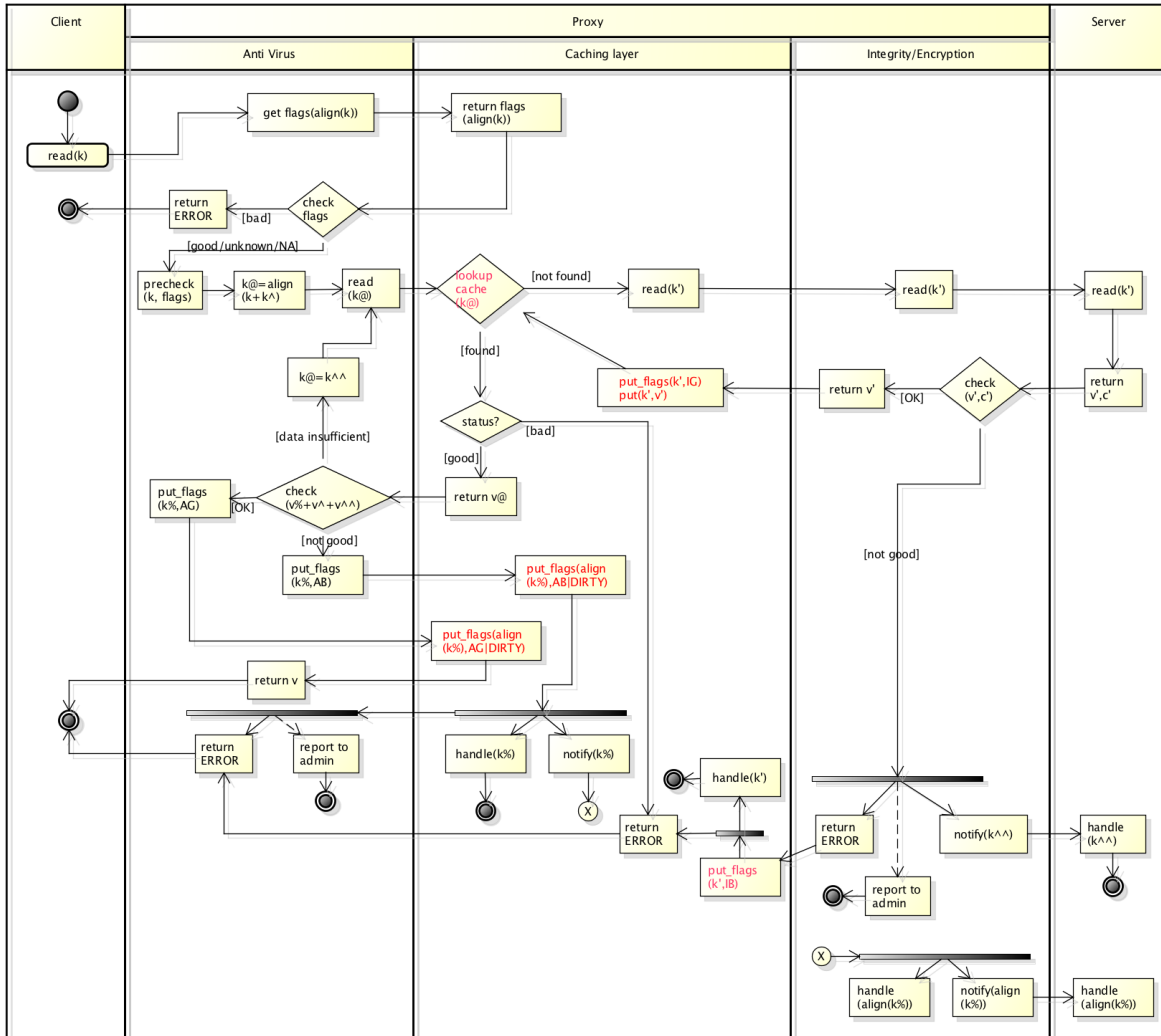 Client
Proxy
Server
Anti Virus
Caching layer
Integrity/Encryption
get flags(align(k))
return flags
(align(k))
read(k)
return
ERROR
[bad]
check
flags
[good/unknown/NA]
precheck
(k, flags)
k@=align
(k+k^)
read
(k@)
lookup
cache
(k@)
[not found]
read(k')
read(k')
read(k')
[found]
k@=k^^
put_flags(k',IG)
put(k',v')
return v'
[OK]
check
(v',c')
return
v',c'
status?
[bad]
[data insufficient]
[good]
put_flags
(k%,AG)
[OK]
check
(v%+v^+v^^)
return v@
[not good]
[not good]
put_flags
(k%,AB)
put_flags(align
(k%),AB|DIRTY)
put_flags(align
(k%),AG|DIRTY)
return v
return
ERROR
report to
admin
handle(k%)
notify(k%)
X
handle(k')
return
ERROR
put_flags
(k',IB)
return
ERROR
notify(k^^)
handle
(k^^)
report to
admin
X
handle
(align(k%))
notify(align
(k%))
handle
(align(k%))